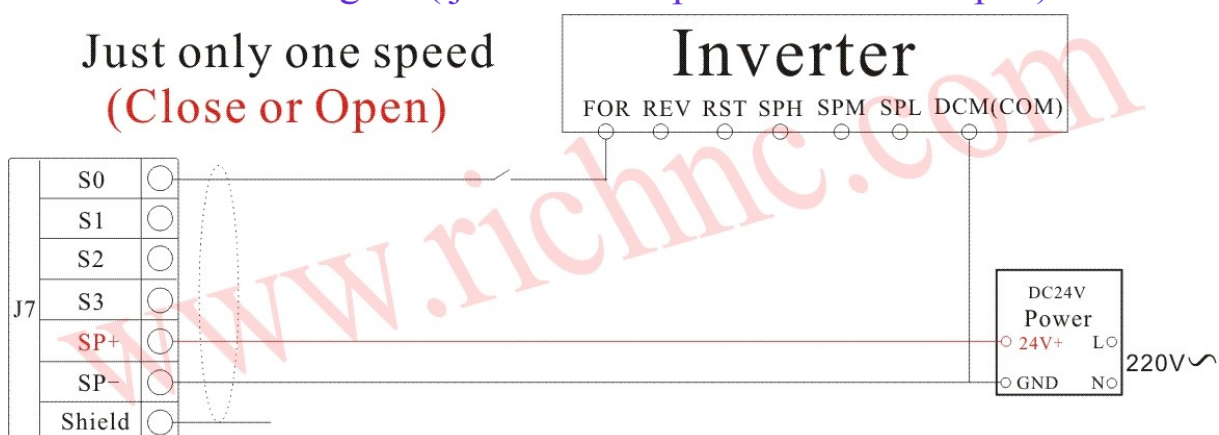 Just only one speed
(Close or Open)
Inverter
FOR REV RST SPH SPM SPL DCM(COM)
J7
S0
S1
S2
S3
SP+
SP-
Shield
DC24V
Power
24V+ L
GND N
220V~
www.richnc.com